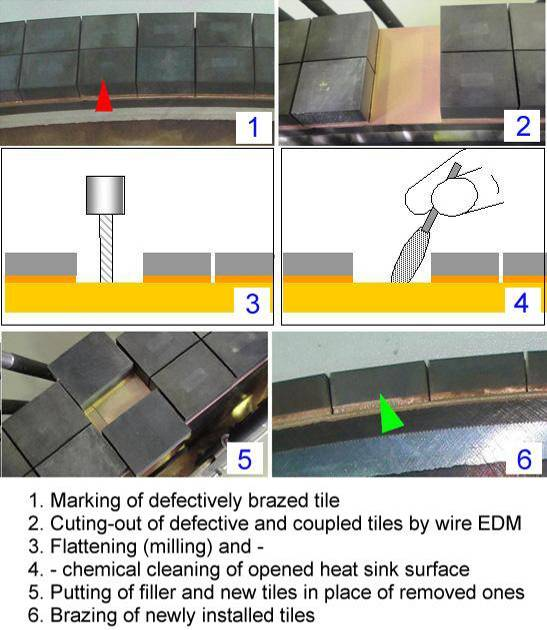 1
2
3
4
5
6
1. Marking of defectively brazed tile
2. Cuting-out of defective and coupled tiles by wire EDM
3. Flattening (milling) and -
4. - chemical cleaning of opened heat sink surface
5. Putting of filler and new tiles in place of removed ones
6. Brazing of newly installed tiles